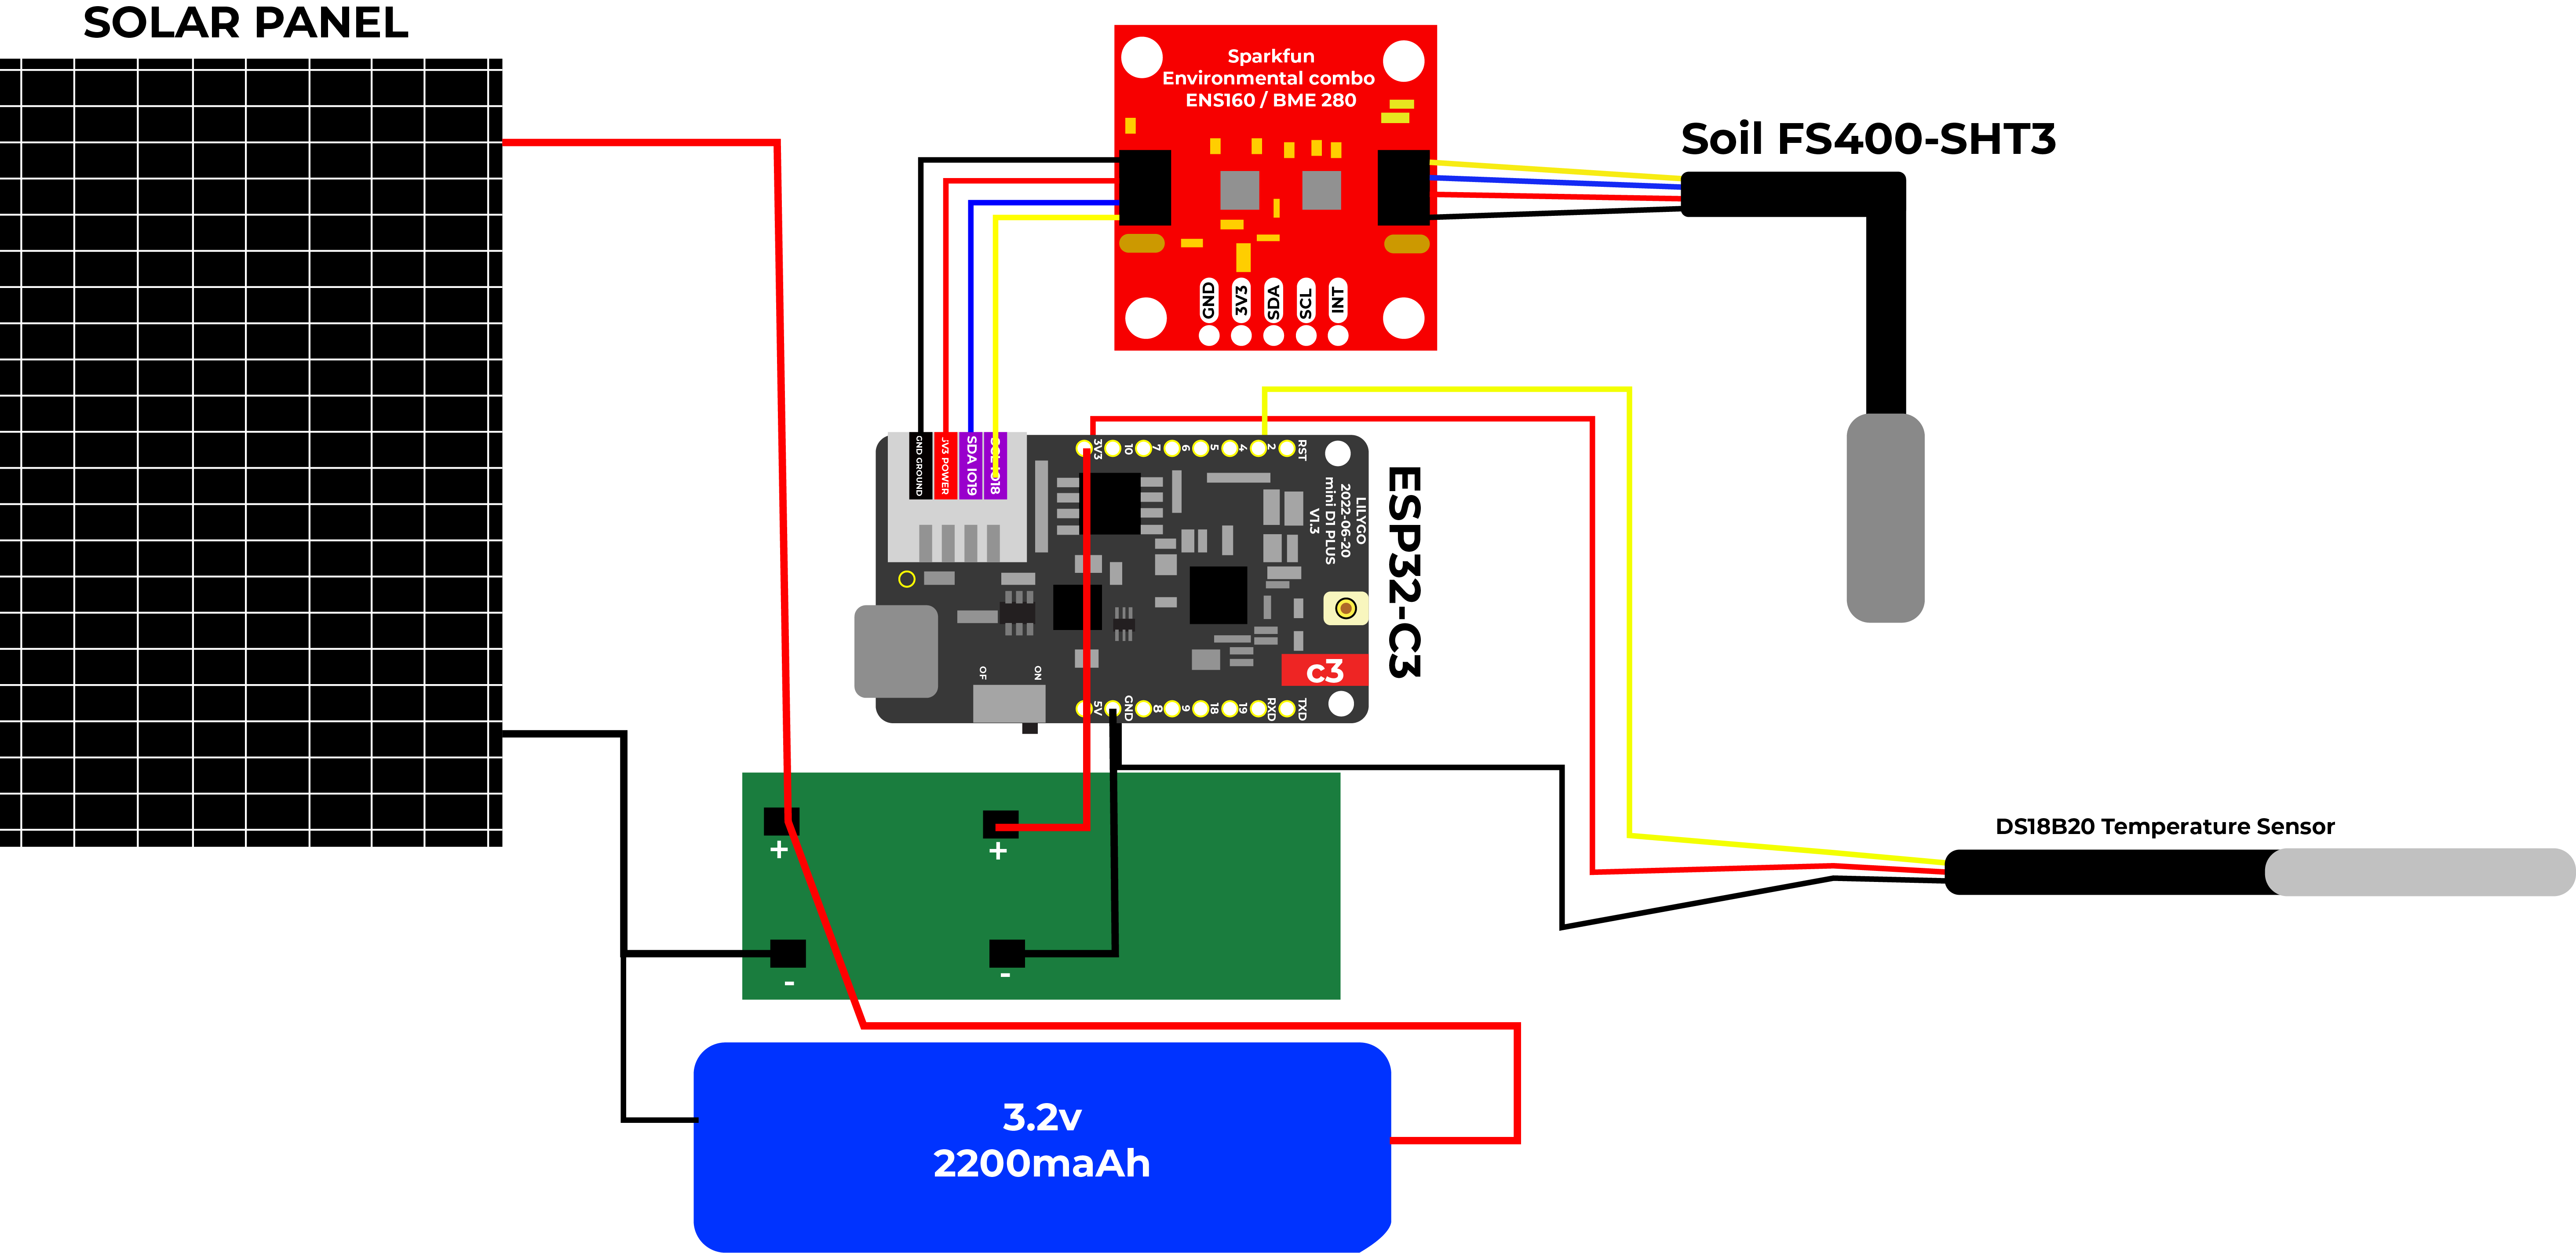 SOLAR PANEL
Sparkfun
Environmental combo
ENS160 / BME 280
GND
3V3
SDA
SCL
INT
Soil FS400-SHT3
GND GROUND
3V3 POWER
SDA IO19
3V3
10
7
6
5
4
2
RST
LILYGO
2022-06-20
mini D1 PLUS
V1.3
ESP32-C3
c3
OF
ON
5V
GND
8
9
18
19
RXD
TXD
+
+
-
-
DS18B20 Temperature Sensor
3.2v
2200maAh